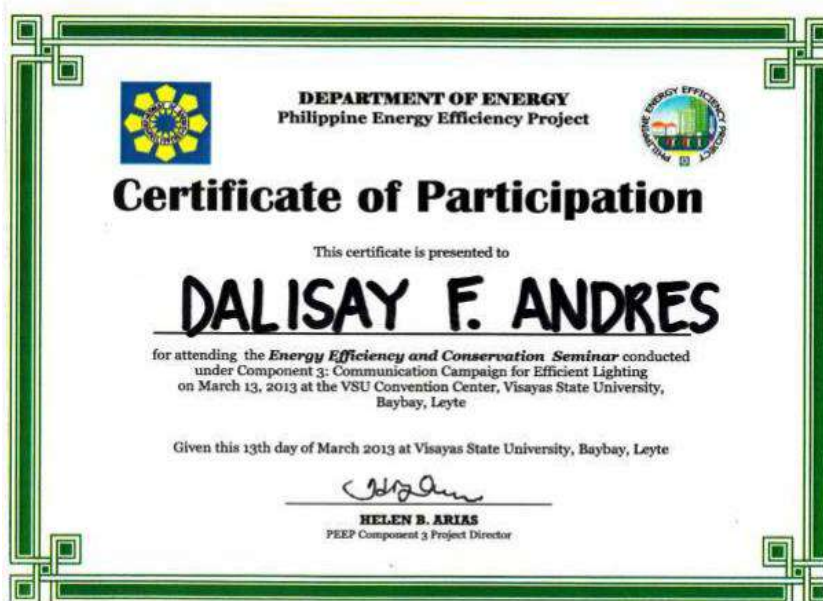 DEPARTMENT OF ENERGY
Philippine Energy Efficiency Project
PHILIPPINE ENERGY EFFICIENCY PROJECT
Certificate of Participation
This certificate is presented to
DALISAY F. ANDRES
for attending the Energy Efficiency and Conservation Seminar conducted
under Component 3: Communication Campaign for Efficient Lighting
on March 13, 2013 at the VSU Convention Center, Visayas State University,
Baybay, Leyte
Given this 13th day of March 2013 at Visayas State University, Baybay, Leyte
HELEN B. ARIAS
PEEP Component 3 Project Director